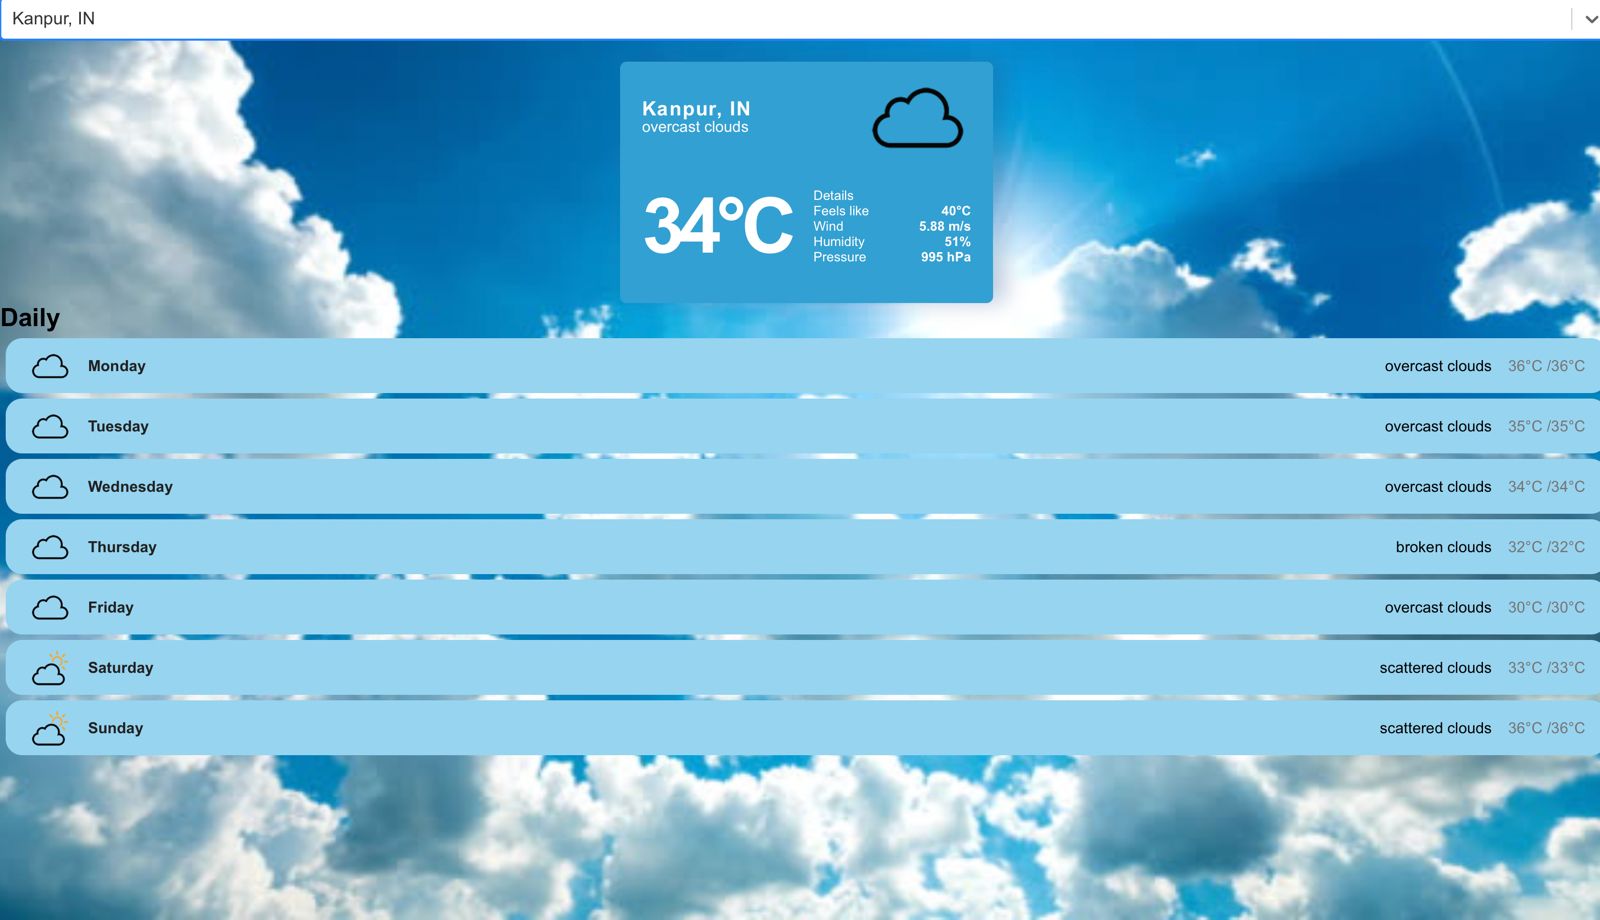 Kanpur, IN
Kanpur, IN
overcast clouds
34°C
Details
Feels like 40°C
Wind 5.88 m/s
Humidity 51%
Pressure 995 hPa
Daily
Monday overcast clouds 36°C /36°C
Tuesday overcast clouds 35°C /35°C
Wednesday overcast clouds 34°C /34°C
Thursday broken clouds 32°C /32°C
Friday overcast clouds 30°C /30°C
Saturday scattered clouds 33°C /33°C
Sunday scattered clouds 36°C /36°C